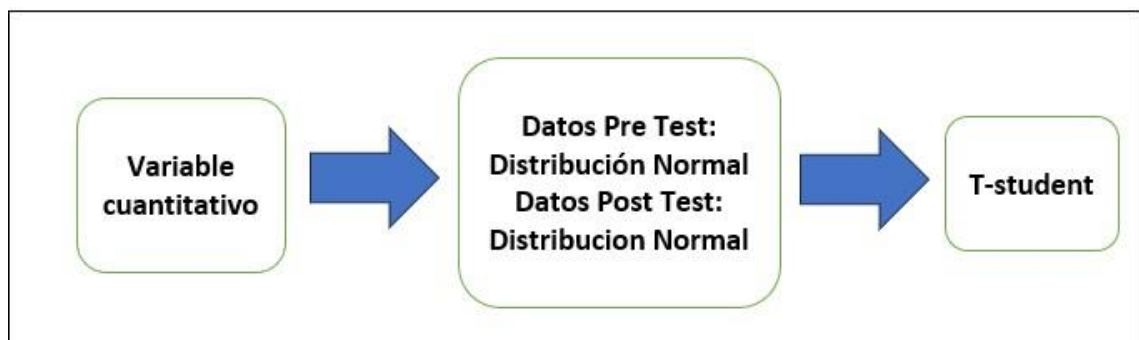 Variable
cuantitativo
Datos Pre Test:
Distribución Normal
Datos Post Test:
Distribucion Normal
T-student